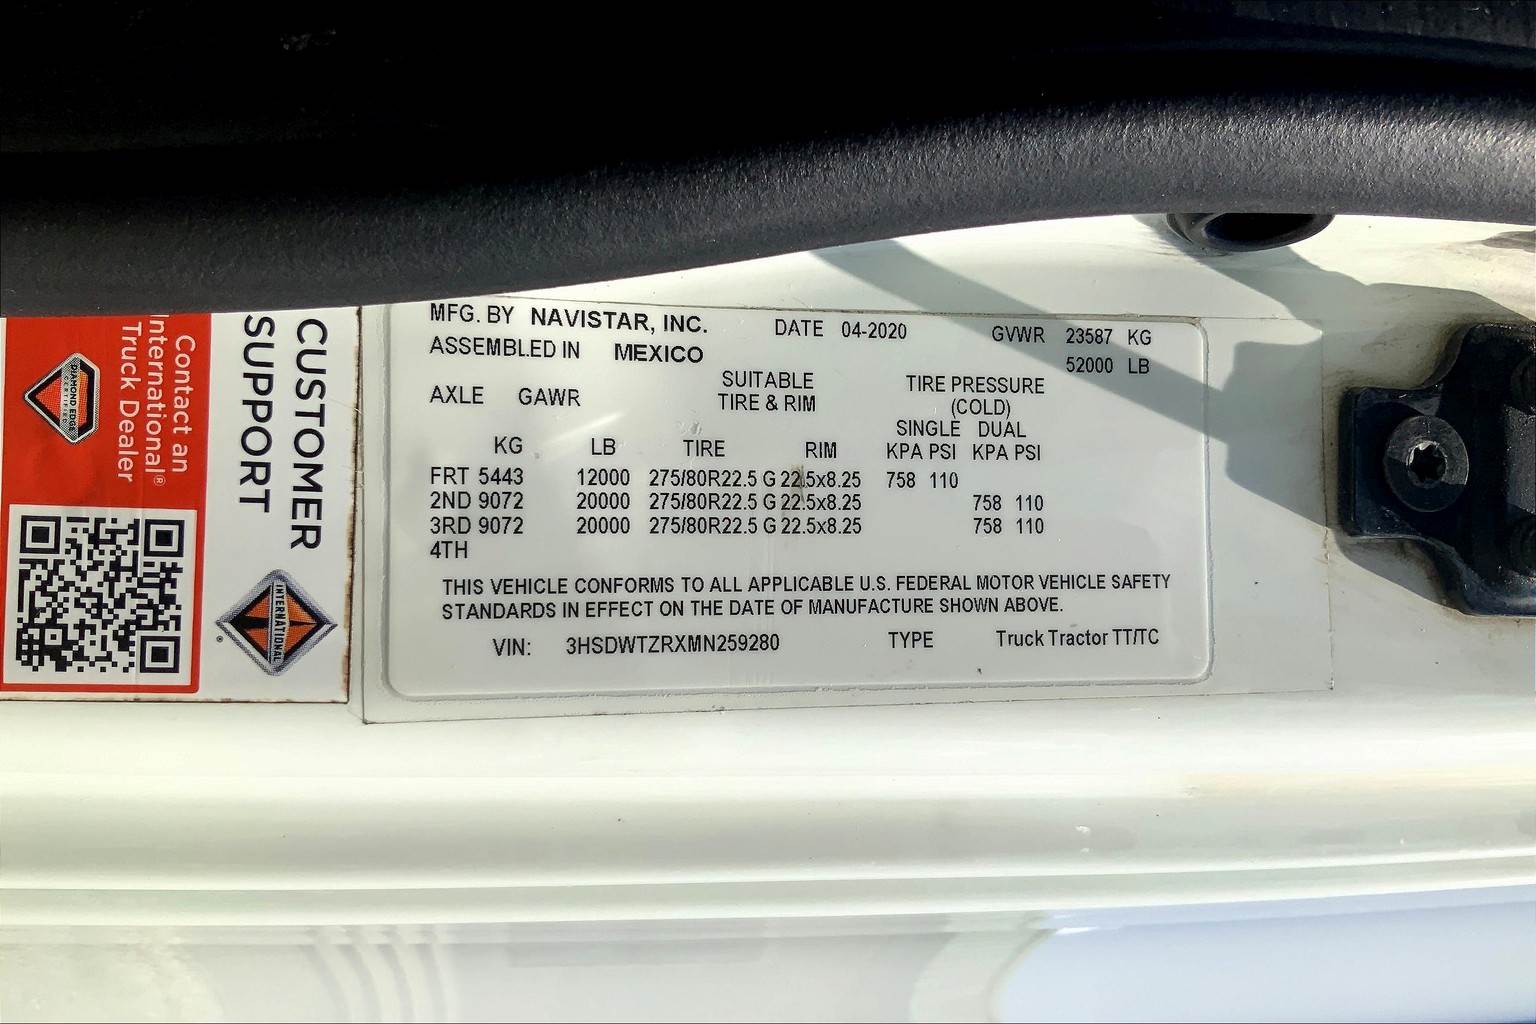 MFG. BY NAVISTAR, INC. DATE 04-2020 GVWR 23587 KG
ASSEMBLED IN MEXICO 52000 LB
AXLE GAWR SUITABLE TIRE PRESSURE
TIRE & RIM (COLD)
SINGLE DUAL
KG LB TIRE RIM KPA PSI KPA PSI
FRT 5443 12000 275/80R22.5 G 22.5x8.25 758 110
2ND 9072 20000 275/80R22.5 G 22.5x8.25 758 110
3RD 9072 20000 275/80R22.5 G 22.5x8.25 758 110
4TH
THIS VEHICLE CONFORMS TO ALL APPLICABLE U.S. FEDERAL MOTOR VEHICLE SAFETY
STANDARDS IN EFFECT ON THE DATE OF MANUFACTURE SHOWN ABOVE.
VIN: 3HSDWTZRXMN259280 TYPE Truck Tractor TT/TC
CUSTOMER
SUPPORT
Contact an
International®
Truck Dealer
DIAMOND EDGE
CERTIFIED
INTERNATIONAL